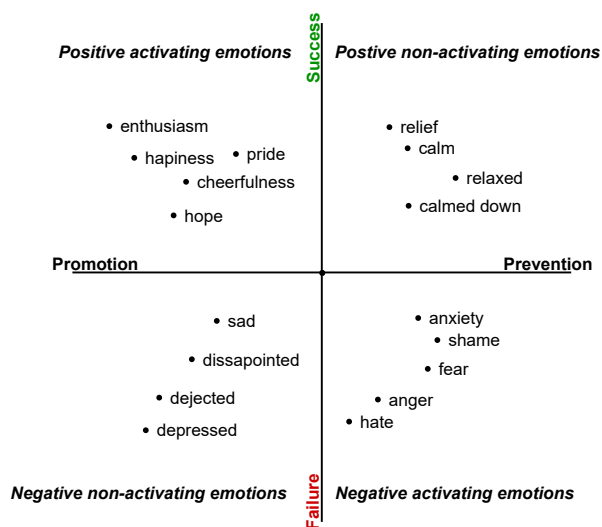 Positive activating emotions
Success
Postive non-activating emotions
enthusiasm
hapiness
pride
cheerfulness
hope
relief
calm
relaxed
calmed down
Promotion
Prevention
sad
dissapointed
dejected
depressed
anxiety
shame
fear
anger
hate
Negative non-activating emotions
Failure
Negative activating emotions